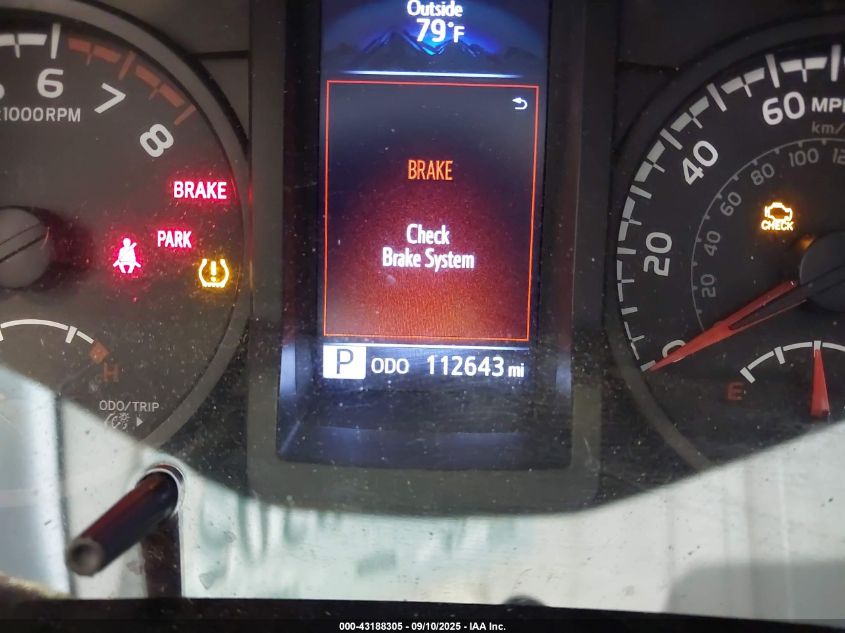 Outside
79°F
6
7
8
x1000RPM
BRAKE
PARK
BRAKE
Check
Brake System
P ODO 112643 mi
H
ODO/TRIP
60 MPH
km/
40
20
0
100
80
60
40
20
CHECK
E
000-43188305 - 09/10/2025 - IAA Inc.